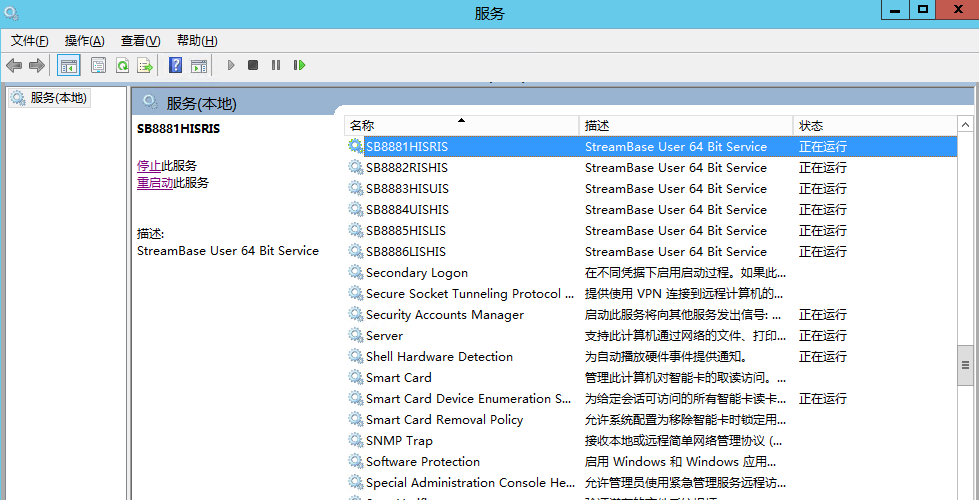 服务
文件(F) 操作(A) 查看(V) 帮助(H)
服务(本地)
服务(本地)
SB8881HISRIS
停止此服务
重启动此服务
描述:
StreamBase User 64 Bit Service
名称 描述 状态
SB8881HISRIS StreamBase User 64 Bit Service 正在运行
SB8882RISHIS StreamBase User 64 Bit Service 正在运行
SB8883HISUIS StreamBase User 64 Bit Service 正在运行
SB8884UISHIS StreamBase User 64 Bit Service 正在运行
SB8885HISLIS StreamBase User 64 Bit Service 正在运行
SB8886LISHIS StreamBase User 64 Bit Service 正在运行
Secondary Logon 在不同凭据下启用启动过程。如果此...
Secure Socket Tunneling Protocol ... 提供使用 VPN 连接到远程计算机的...
Security Accounts Manager 启动此服务将向其他服务发出信号: ... 正在运行
Server 支持此计算机通过网络的文件、打印... 正在运行
Shell Hardware Detection 为自动播放硬件事件提供通知。 正在运行
Smart Card 管理此计算机对智能卡的取读访问。...
Smart Card Device Enumeration S... 为给定会话可访问的所有智能卡读卡... 正在运行
Smart Card Removal Policy 允许系统配置为移除智能卡时锁定用...
SNMP Trap 接收本地或远程简单网络管理协议 (...
Software Protection 启用 Windows 和 Windows 应用...
Special Administration Console He... 允许管理员使用紧急管理服务远程访...